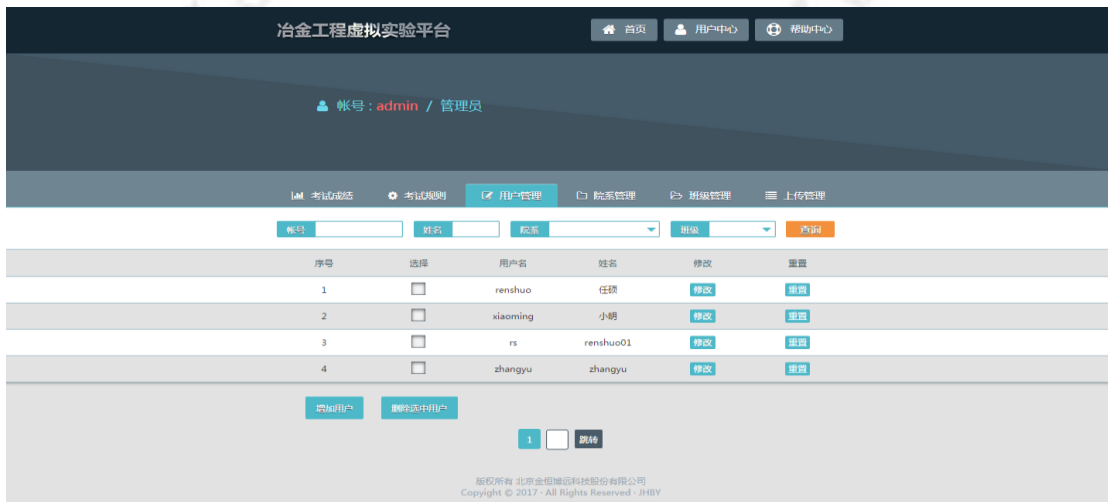 冶金工程虚拟实验平台 首页 用户中心 帮助中心
帐号 : admin / 管理员
考试成绩 考试规则 用户管理 院系管理 班级管理 上传管理
帐号 姓名 院系 班级 查询
序号 选择 用户名 姓名 修改 重置
1 renshuo 任硕 修改 重置
2 xiaoming 小明 修改 重置
3 rs renshuo01 修改 重置
4 zhangyu zhangyu 修改 重置
增加用户 删除选中用户
1 跳转
版权所有 北京金恒博远科技股份有限公司
Copyight © 2017 - All Rights Reserved - JHBY